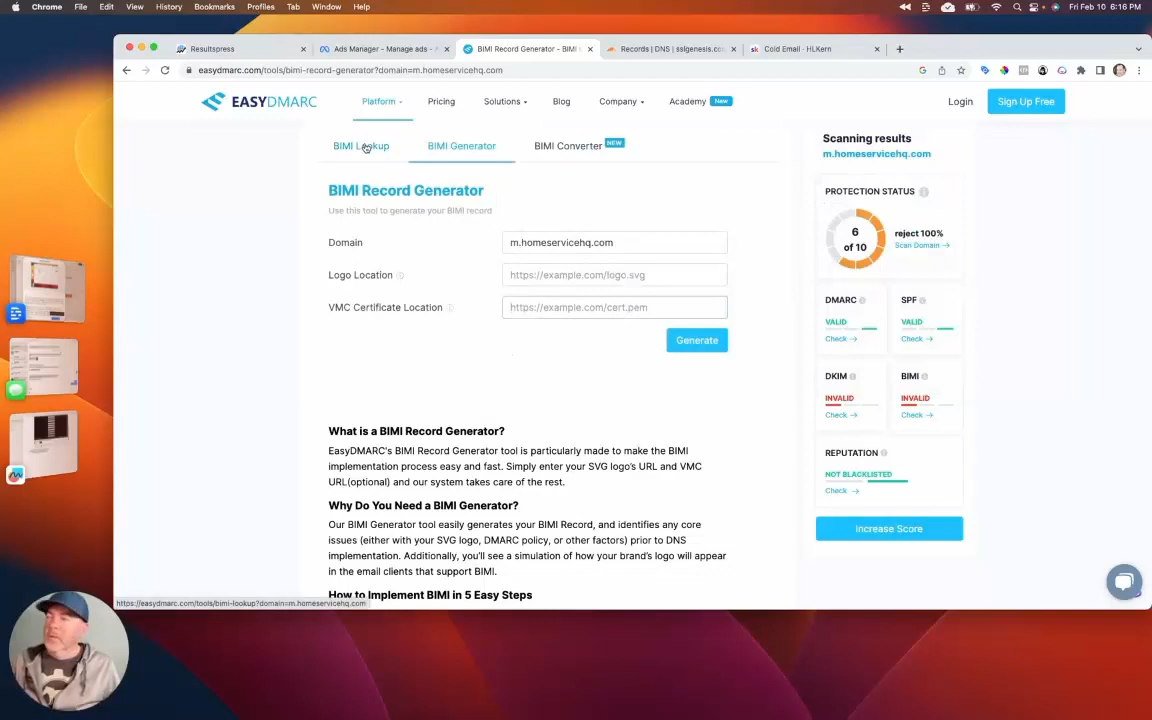 Chrome File Edit View History Bookmarks Profiles Tab Window Help Fri Feb 10 6:16 PM
Resultspress
Ads Manager - Manage ads - A
BIMI Record Generator - BIMI
Records | DNS | sslgenesis.co
Cold Email - HLKern
easydmarc.com/tools/bimi-record-generator?domain=m.homeservicehq.com
EASYDMARC
Platform
Pricing
Solutions
Blog
Company
Academy New
Login
Sign Up Free
BIMI Lookup
BIMI Generator
BIMI Converter NEW
BIMI Record Generator
Use this tool to generate your BIMI record
Domain
m.homeservicehq.com
Logo Location
https://example.com/logo.svg
VMC Certificate Location
https://example.com/cert.pem
Generate
What is a BIMI Record Generator?
EasyDMARC's BIMI Record Generator tool is particularly made to make the BIMI
implementation process easy and fast. Simply enter your SVG logo's URL and VMC
URL(optional) and our system takes care of the rest.
Why Do You Need a BIMI Generator?
Our BIMI Generator tool easily generates your BIMI Record, and identifies any core
issues (either with your SVG logo, DMARC policy, or other factors) prior to DNS
implementation. Additionally, you'll see a simulation of how your brand's logo will appear
in the email clients that support BIMI.
How to Implement BIMI in 5 Easy Steps
Scanning results
m.homeservicehq.com
PROTECTION STATUS
6
of 10
reject 100%
Scan Domain
DMARC
VALID
Check
SPF
VALID
Check
DKIM
INVALID
Check
BIMI
INVALID
Check
REPUTATION
NOT BLACKLISTED
Check
Increase Score
https://easydmarc.com/tools/bimi-lookup?domain=m.homeservicehq.com